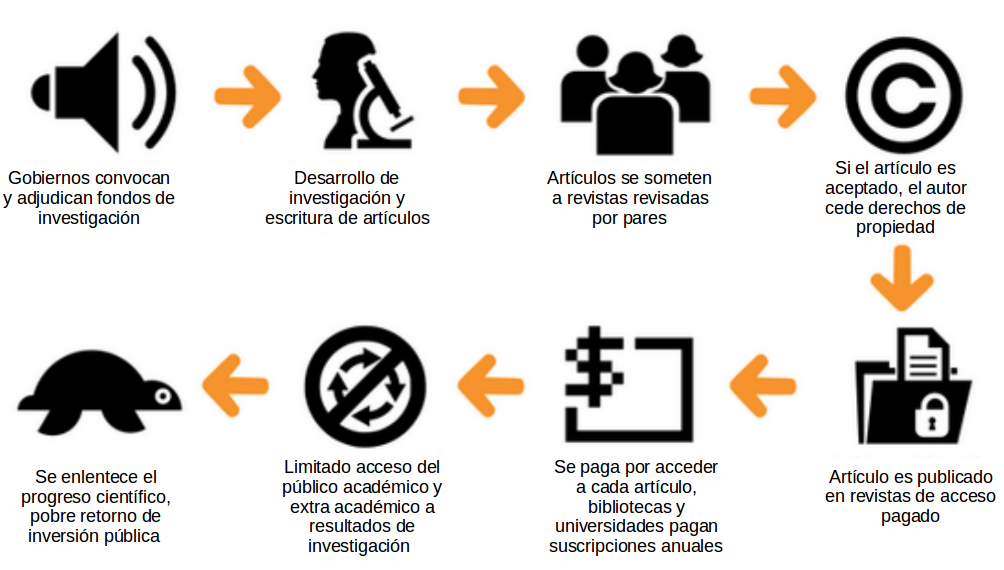 Gobiernos convocan
y adjudican fondos de
investigación
Desarrollo de
investigación y
escritura de artículos
Artículos se someten
a revistas revisadas
por pares
Si el artículo es
aceptado, el autor
cede derechos de
propiedad
Artículo es publicado
en revistas de acceso
pagado
Se paga por acceder
a cada artículo,
bibliotecas y
universidades pagan
suscripciones anuales
Limitado acceso del
público académico y
extra académico a
resultados de
investigación
Se enlentece el
progreso científico,
pobre retorno de
inversión pública